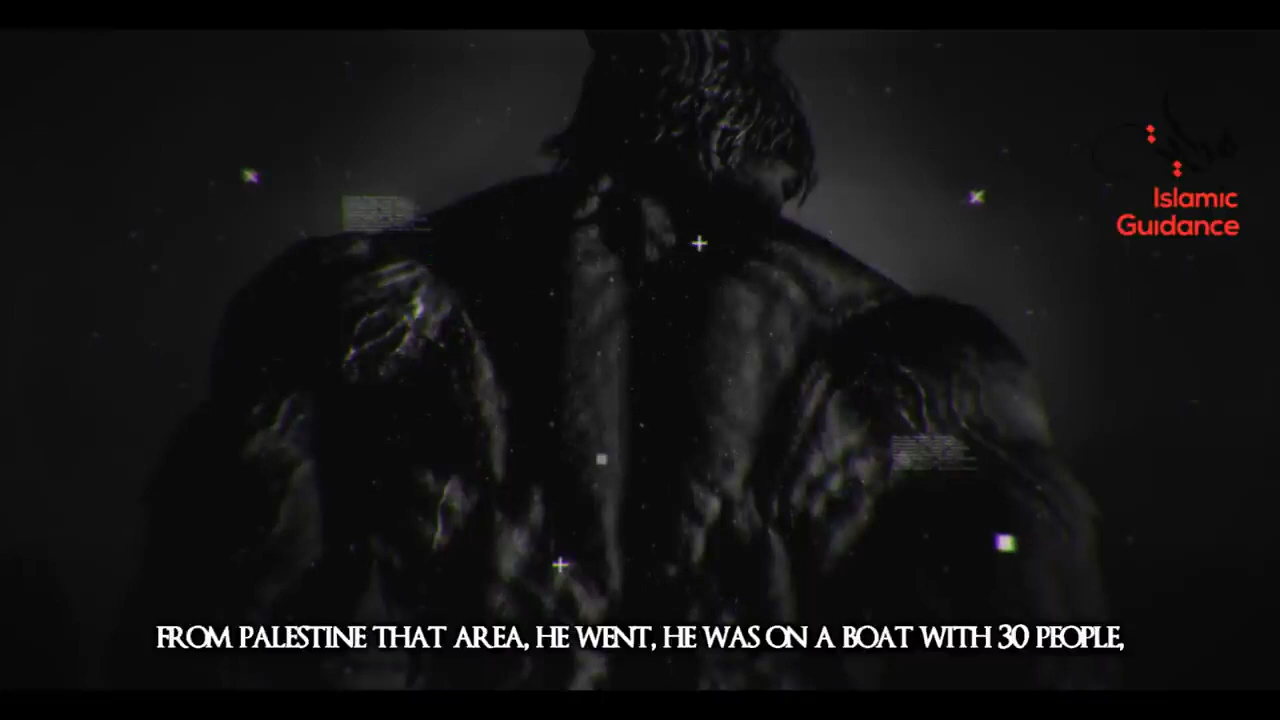 Islamic
Guidance
FROM PALESTINE THAT AREA, HE WENT, HE WAS ON A BOAT WITH 30 PEOPLE,